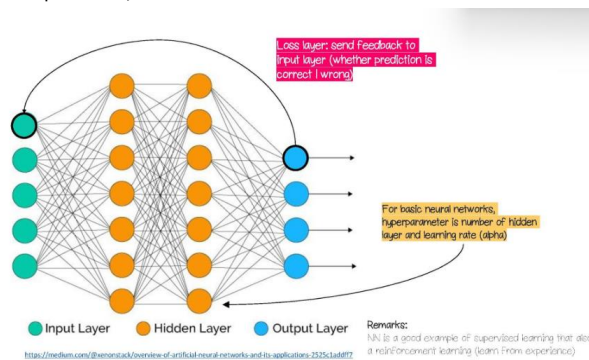 Loss layer: send feedback to
input layer (whether prediction is
correct | wrong)
For basic neural networks,
hyperparameter is number of hidden
layer and learning rate (alpha)
Input Layer
Hidden Layer
Output Layer
Remarks:
NN is a good example of supervised learning that also
a reinforcement learning (learn from experience)
https://medium.com/@xenonstack/overview-of-artificial-neural-networks-and-its-applications-2525c1addff7